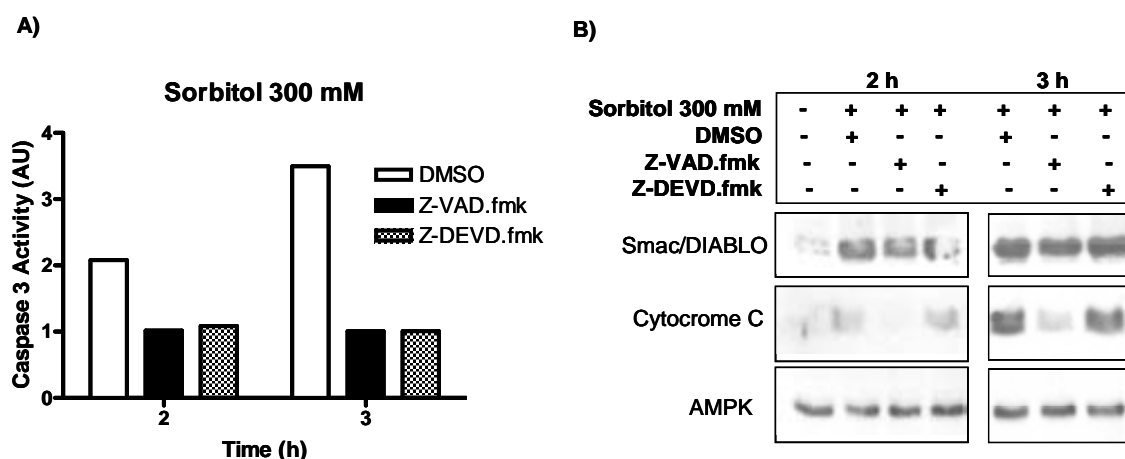 A)
Sorbitol 300 mM
Caspase 3 Activity (AU)
4
3
2
1
0
DMSO
Z-VAD.fmk
Z-DEVD.fmk
2
3
Time (h)
B)
2 h 3 h
Sorbitol 300 mM - + + + + + +
DMSO - + - - + - -
Z-VAD.fmk - - + - - + -
Z-DEVD.fmk - - - + - - +
Smac/DIABLO
Cytocrome C
AMPK